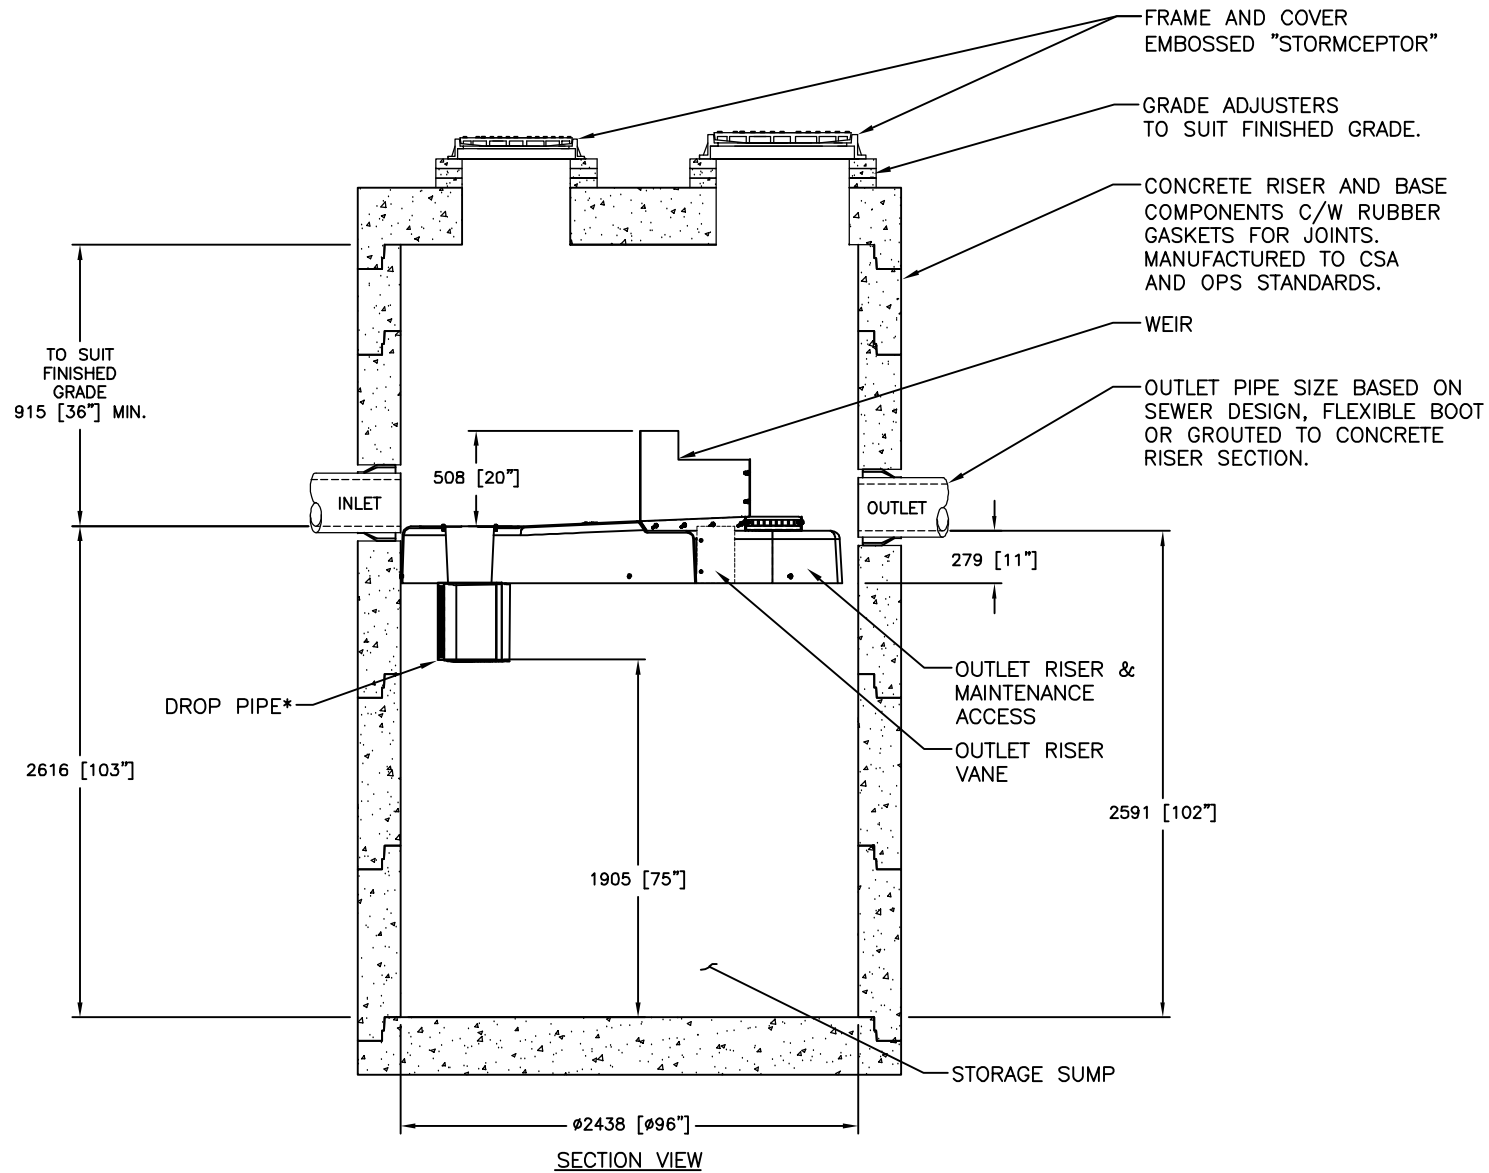 FRAME AND COVER
EMBOSSED "STORMCEPTOR"
GRADE ADJUSTERS
TO SUIT FINISHED GRADE.
CONCRETE RISER AND BASE
COMPONENTS C/W RUBBER
GASKETS FOR JOINTS.
MANUFACTURED TO CSA
AND OPS STANDARDS.
WEIR
TO SUIT
FINISHED
GRADE
915 [36"] MIN.
OUTLET PIPE SIZE BASED ON
SEWER DESIGN, FLEXIBLE BOOT
OR GROUTED TO CONCRETE
RISER SECTION.
508 [20"]
INLET
OUTLET
279 [11"]
OUTLET RISER &
MAINTENANCE
ACCESS
DROP PIPE*
OUTLET RISER
VANE
2616 [103"]
2591 [102"]
1905 [75"]
STORAGE SUMP
ø2438 [ø96"]
SECTION VIEW